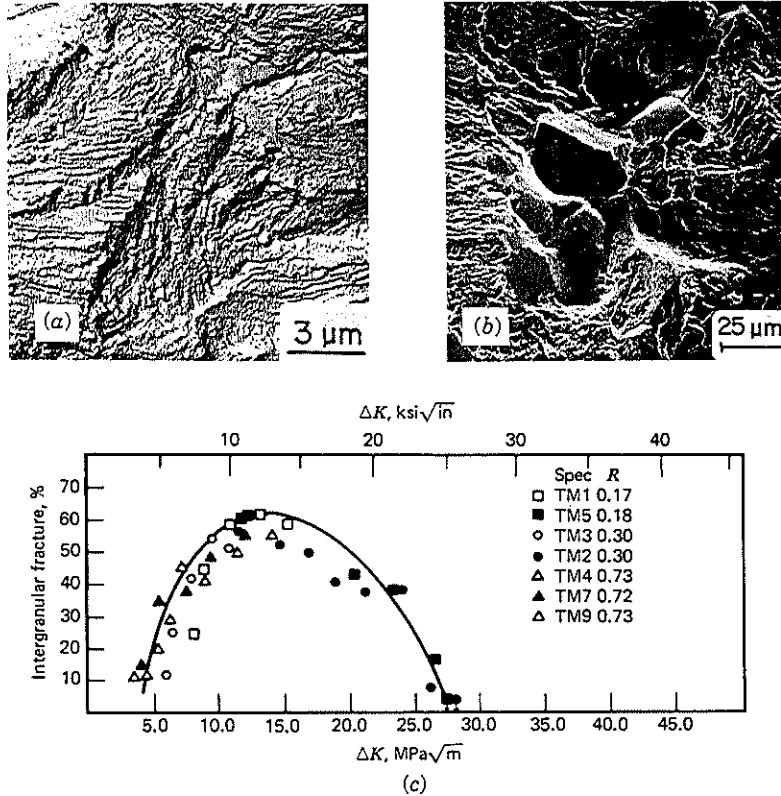 (a)
3 μm
(b)
25 μm
ΔK, ksi√in
10
20
30
40
Intergranular fracture, %
70
60
50
40
30
20
10
Spec R
TM1 0.17
TM5 0.18
TM3 0.30
TM2 0.30
TM4 0.73
TM7 0.72
TM9 0.73
5.0
10.0
15.0
20.0
25.0
30.0
35.0
40.0
45.0
ΔK, MPa√m
(c)